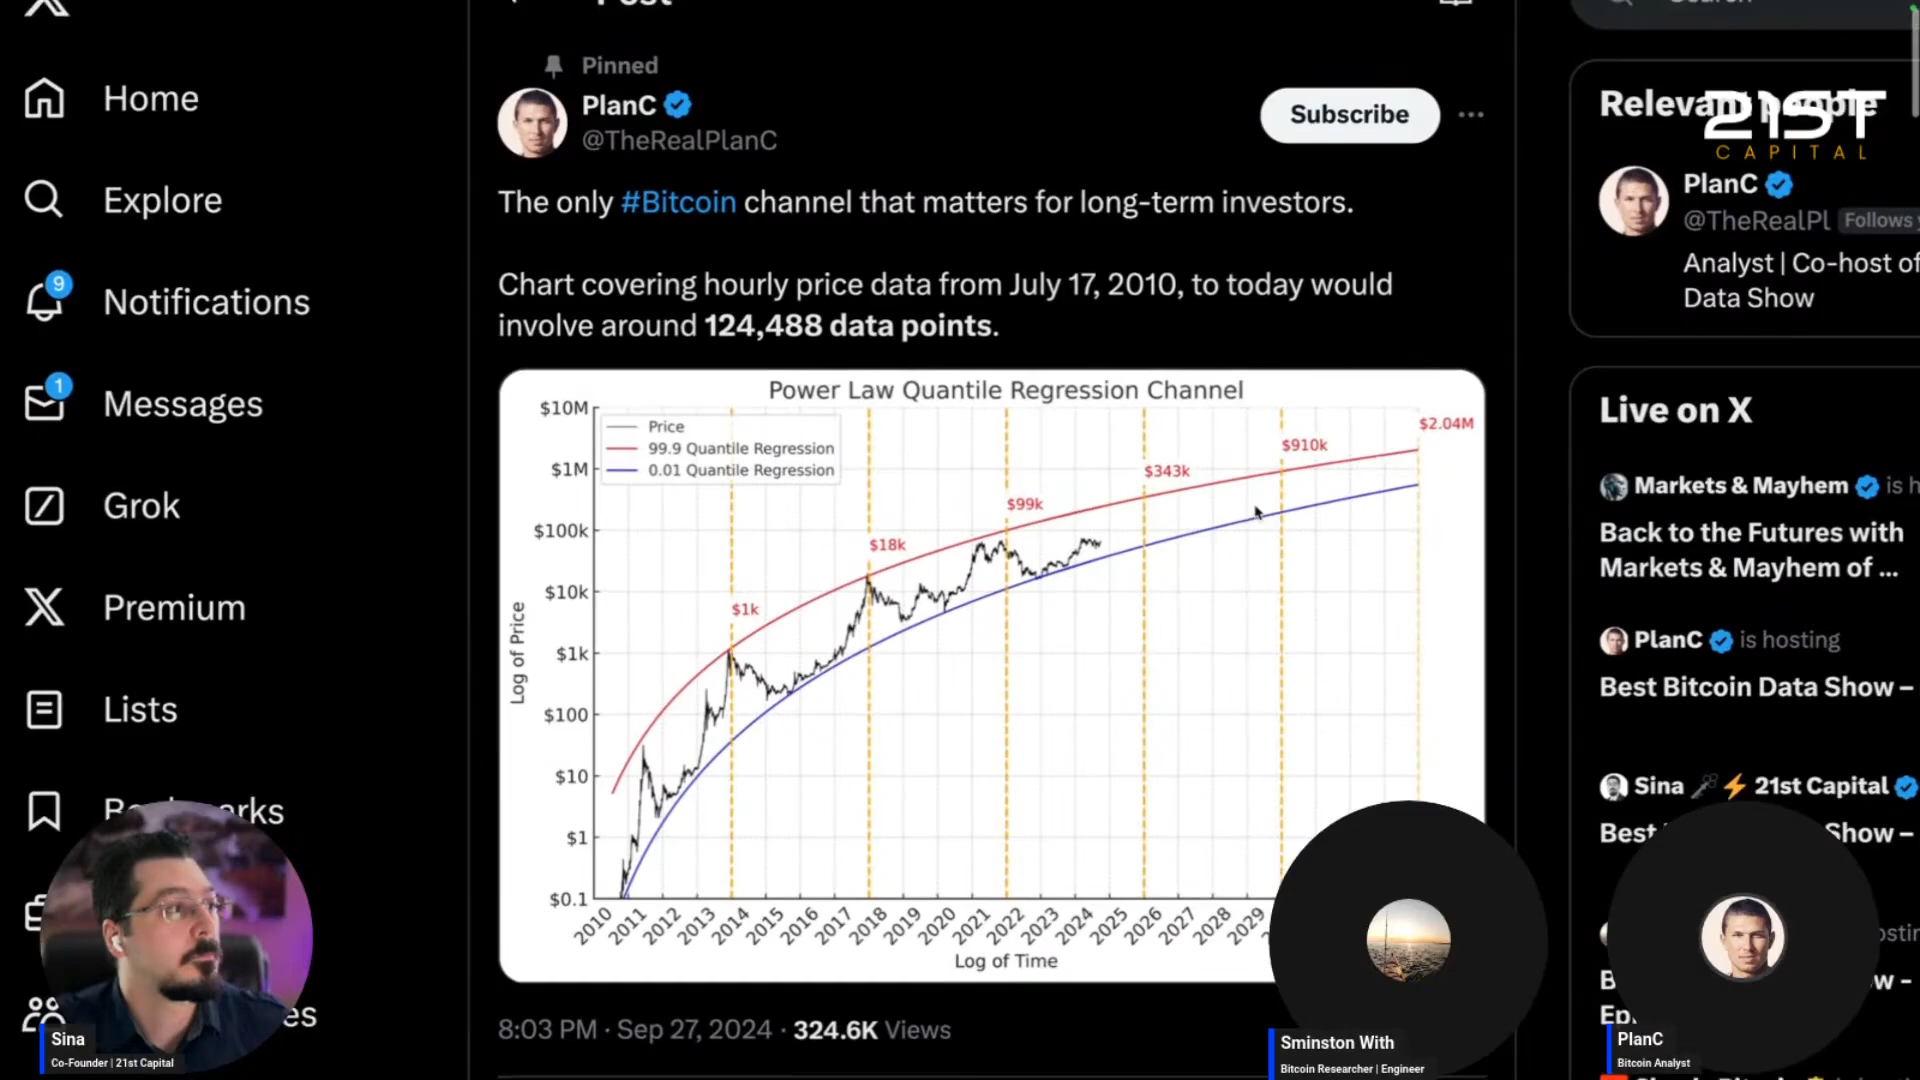 Post
Home
Explore
9
Notifications
1
Messages
Grok
Premium
Lists
Pinned
PlanC
@TheRealPlanC
Subscribe
The only #Bitcoin channel that matters for long-term investors.
Chart covering hourly price data from July 17, 2010, to today would
involve around 124,488 data points.
Power Law Quantile Regression Channel
Price
99.9 Quantile Regression
0.01 Quantile Regression
$10M
$1M
$100k
$10k
$1k
$100
$10
$1
$0.1
$1k
$18k
$99k
$343k
$910k
$2.04M
Log of Price
2010 2011 2012 2013 2014 2015 2016 2017 2018 2019 2020 2021 2022 2023 2024 2025 2026 2027 2028 2029
Log of Time
8:03 PM · Sep 27, 2024 · 324.6K Views
Search
Relevant people
21ST
CAPITAL
PlanC
@TheRealPl Follows
Analyst | Co-host of
Data Show
Live on X
Markets & Mayhem is h
Back to the Futures with
Markets & Mayhem of ...
PlanC is hosting
Best Bitcoin Data Show –
Sina 21st Capital
Best Show –
Sina
Co-Founder | 21st Capital
Sminston With
Bitcoin Researcher | Engineer
PlanC
Bitcoin Analyst